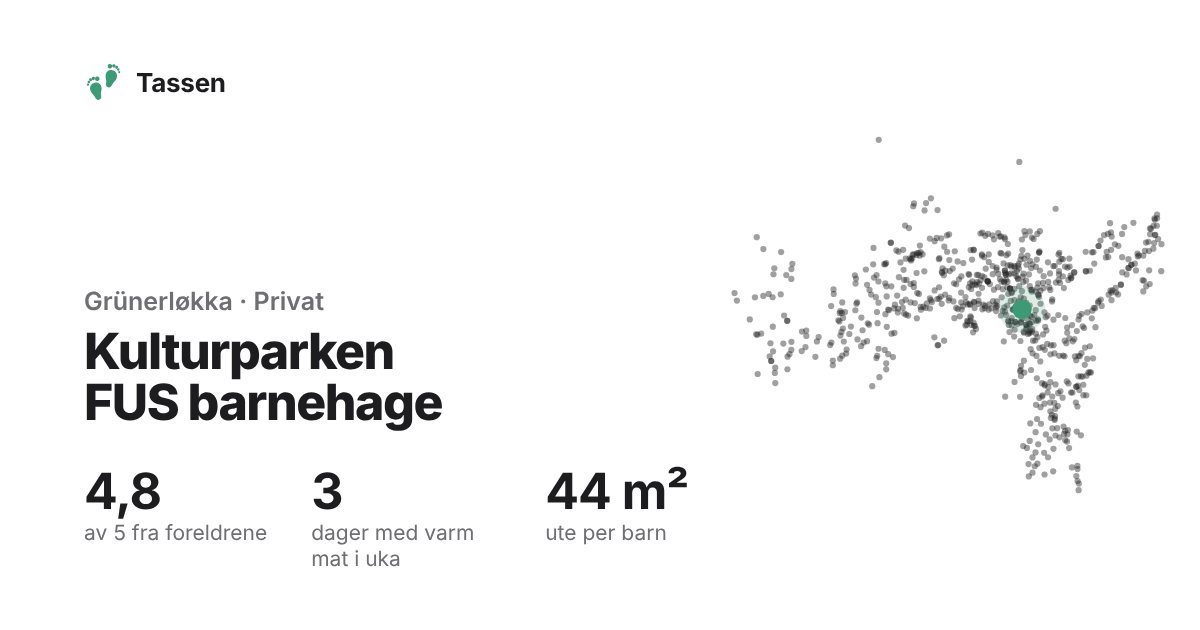 Tassen
Grünerløkka · Privat
Kulturparken
FUS barnehage
4,8
av 5 fra foreldrene
3
dager med varm
mat i uka
44 m²
ute per barn